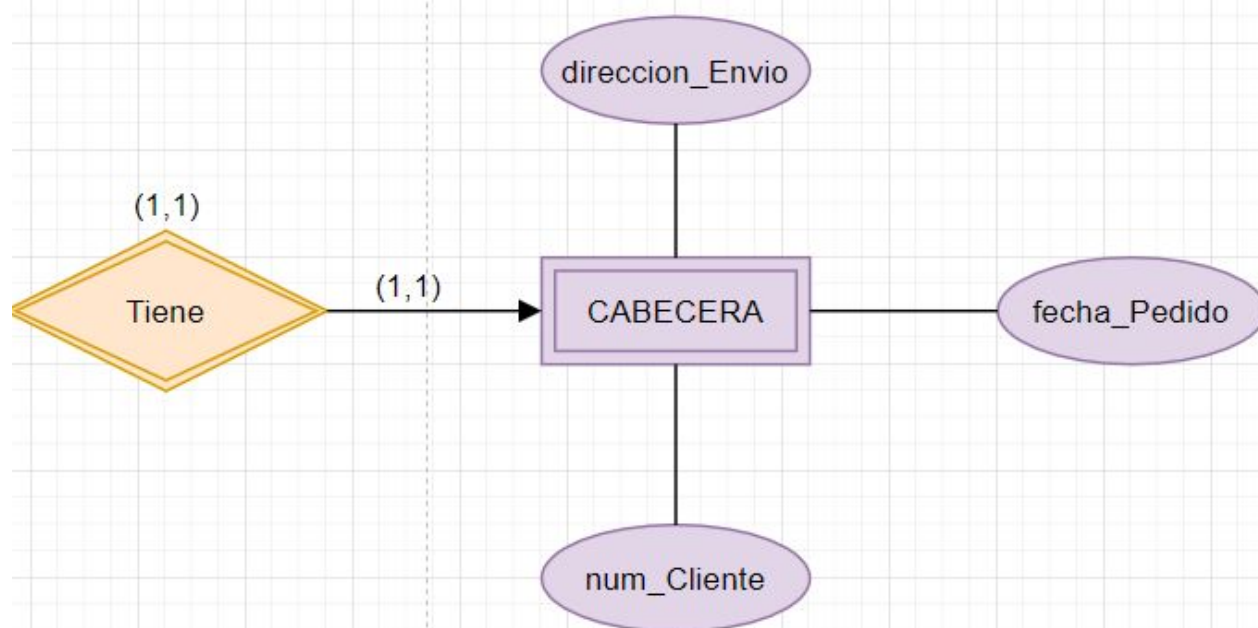 direccion_Envio
(1,1)
(1,1)
Tiene
CABECERA
fecha_Pedido
num_Cliente